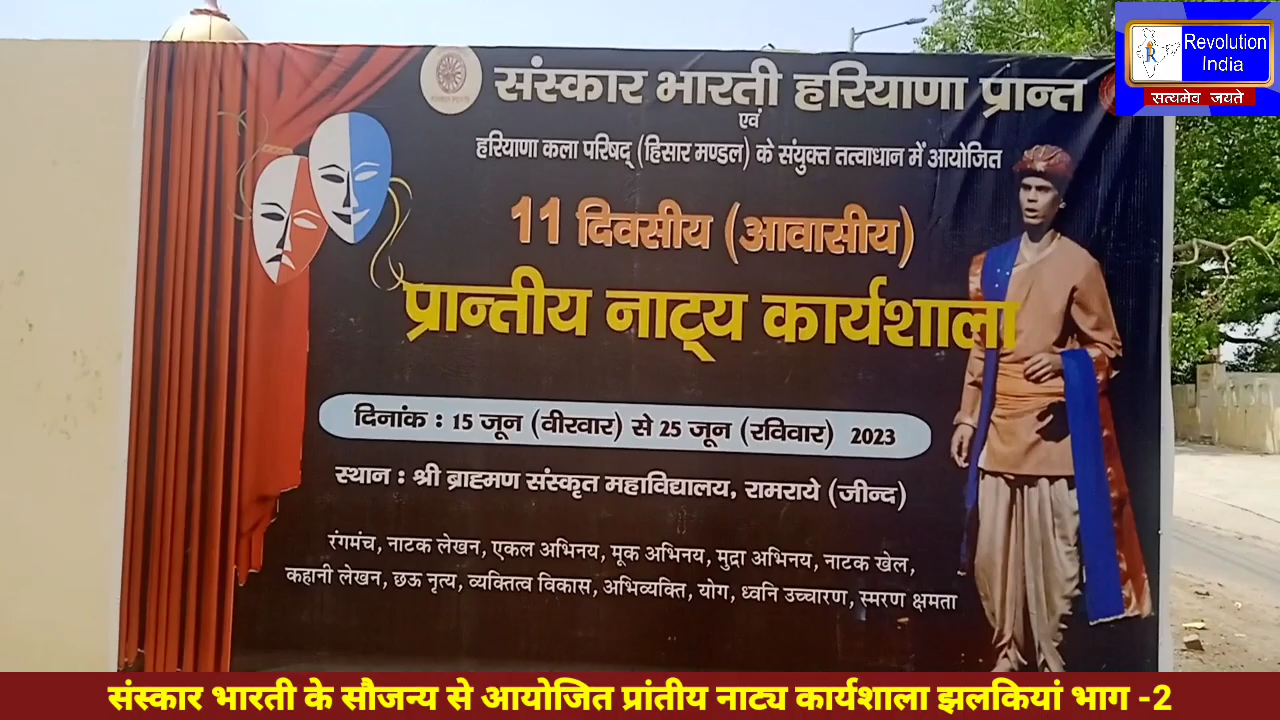 संस्कार भारती हरियाणा प्रान्त
एवं
हरियाणा कला परिषद् (हिसार मण्डल) के संयुक्त तत्वाधान में आयोजित
11 दिवसीय (आवासीय)
प्रान्तीय नाट्य कार्यशाला
दिनांक : 15 जून (वीरवार) से 25 जून (रविवार) 2023
स्थान : श्री ब्राह्मण संस्कृत महाविद्यालय, रामराये (जीन्द)
रंगमंच, नाटक लेखन, एकल अभिनय, मूक अभिनय, मुद्रा अभिनय, नाटक खेल,
कहानी लेखन, छऊ नृत्य, व्यक्तित्व विकास, अभिव्यक्ति, योग, ध्वनि उच्चारण, स्मरण क्षमता
Revolution
India
सत्यमेव जयते
संस्कार भारती के सौजन्य से आयोजित प्रांतीय नाट्य कार्यशाला झलकियां भाग -2